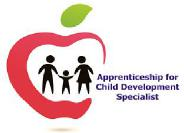 Apprenticeship for
Child Development
Specialist